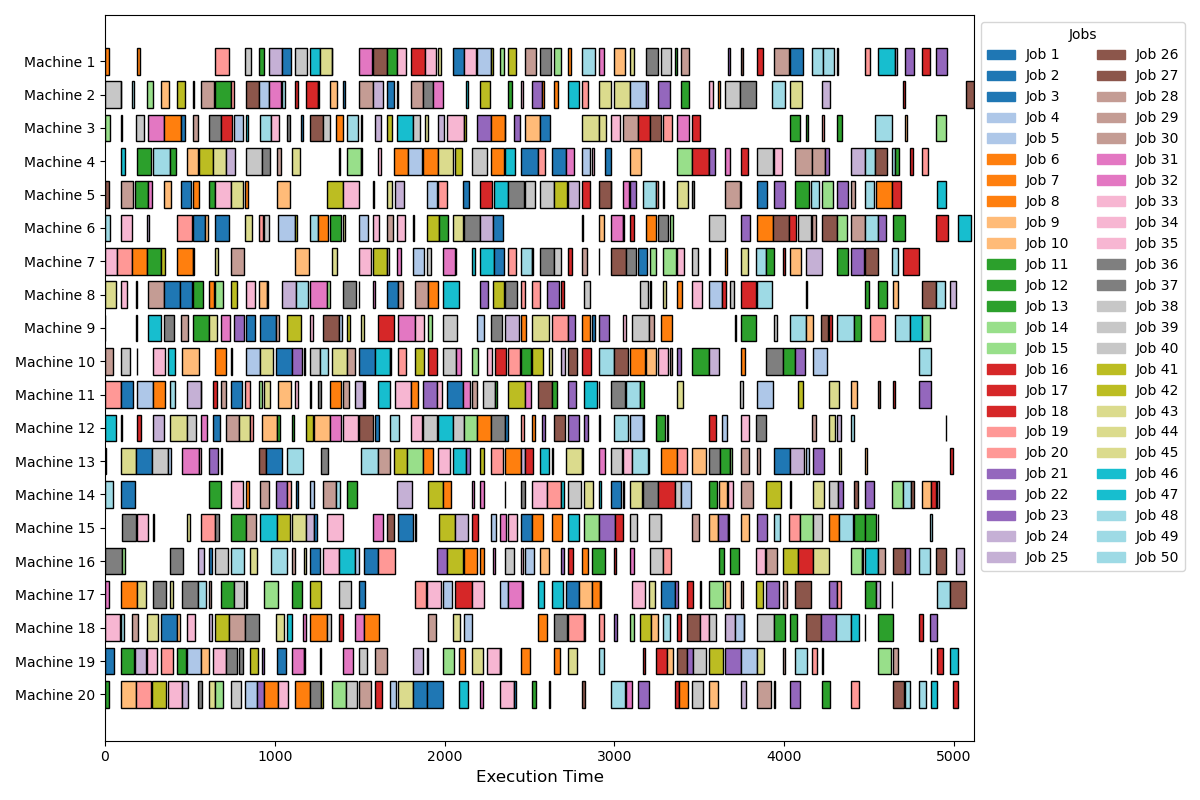 Machine 1
Machine 2
Machine 3
Machine 4
Machine 5
Machine 6
Machine 7
Machine 8
Machine 9
Machine 10
Machine 11
Machine 12
Machine 13
Machine 14
Machine 15
Machine 16
Machine 17
Machine 18
Machine 19
Machine 20
0 1000 2000 3000 4000 5000
Execution Time
Jobs
Job 1
Job 2
Job 3
Job 4
Job 5
Job 6
Job 7
Job 8
Job 9
Job 10
Job 11
Job 12
Job 13
Job 14
Job 15
Job 16
Job 17
Job 18
Job 19
Job 20
Job 21
Job 22
Job 23
Job 24
Job 25
Job 26
Job 27
Job 28
Job 29
Job 30
Job 31
Job 32
Job 33
Job 34
Job 35
Job 36
Job 37
Job 38
Job 39
Job 40
Job 41
Job 42
Job 43
Job 44
Job 45
Job 46
Job 47
Job 48
Job 49
Job 50